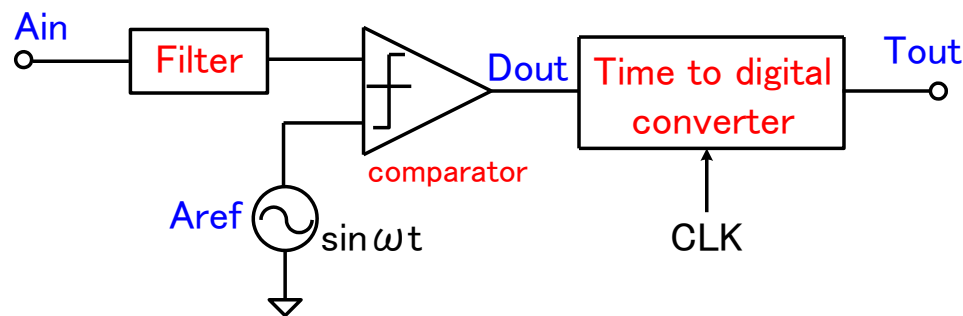 Ain
Filter
Dout
Time to digital
converter
Tout
comparator
Aref
sinωt
CLK